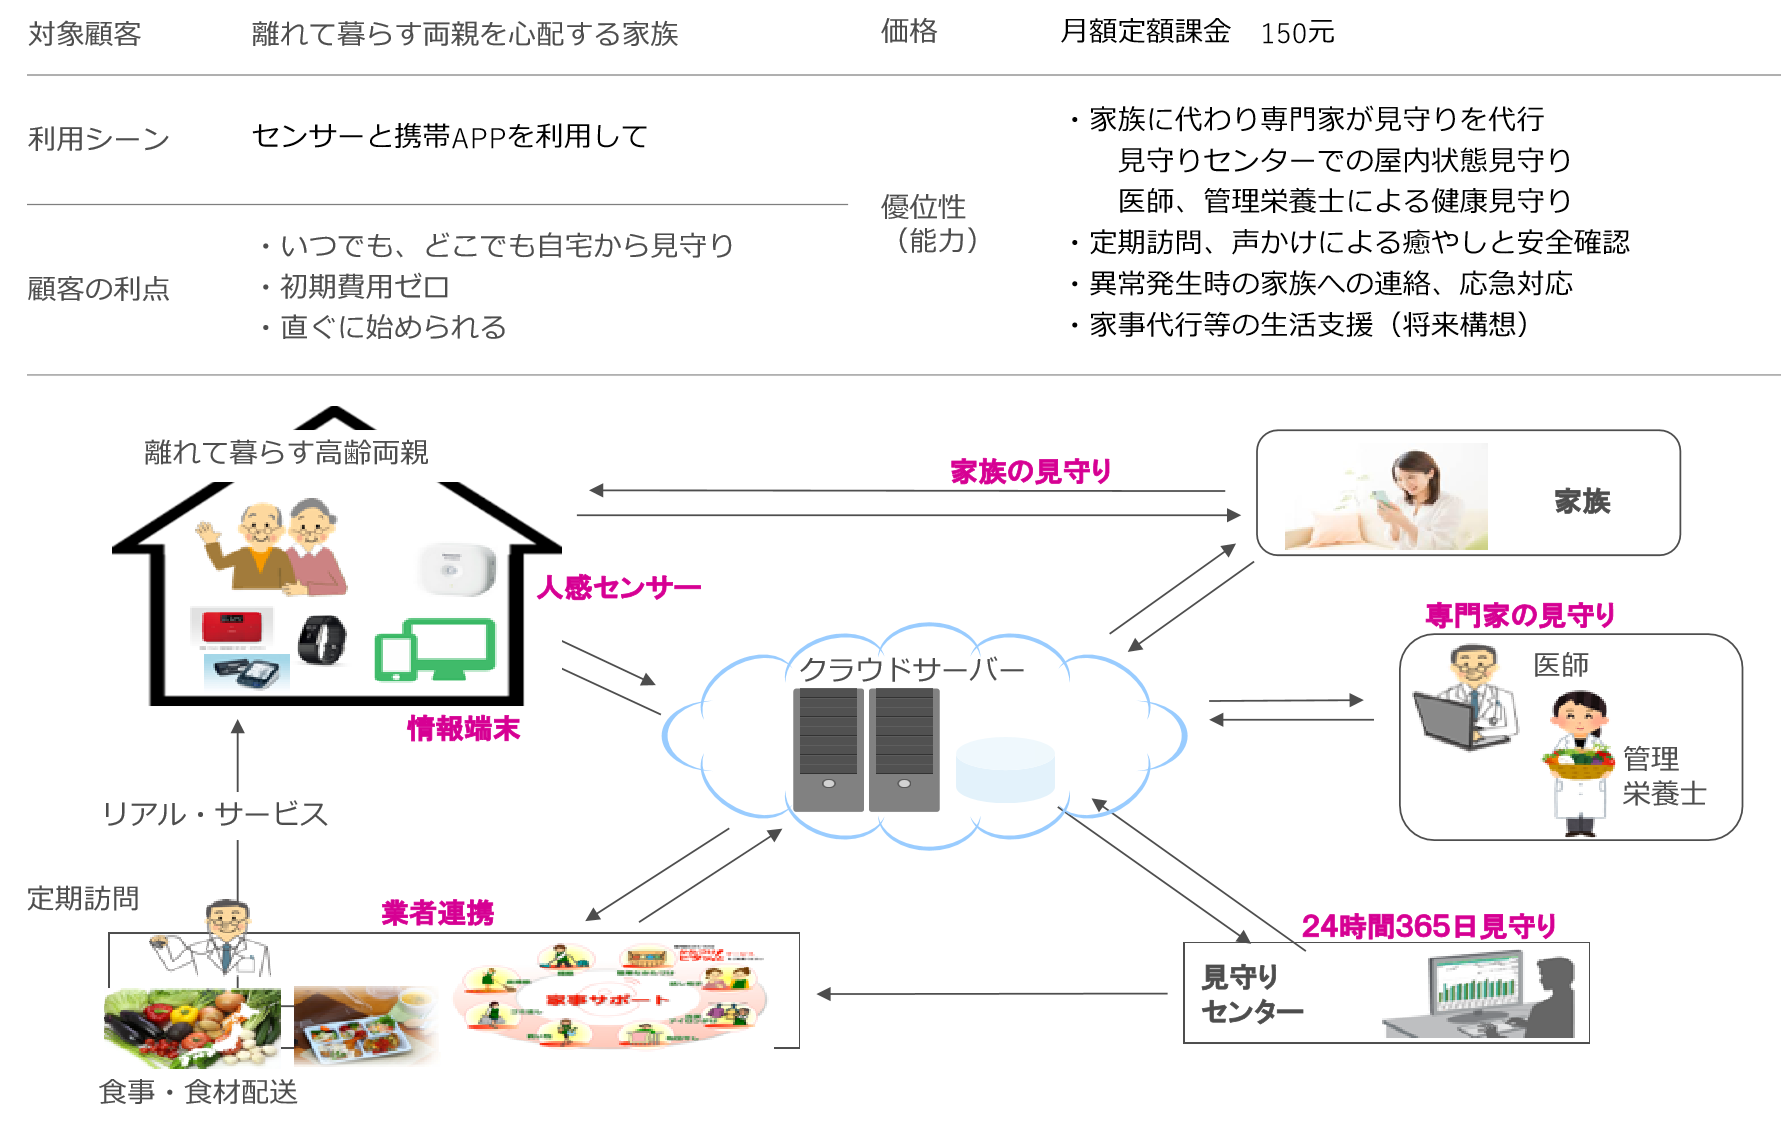 対象顧客
離れて暮らす両親を心配する家族
価格
月額定額課金　150元
利用シーン
センサーと携帯APPを利用して
顧客の利点
・いつでも、どこでも自宅から見守り
・初期費用ゼロ
・直ぐに始められる
優位性
（能力）
・家族に代わり専門家が見守りを代行
見守りセンターでの屋内状態見守り
医師、管理栄養士による健康見守り
・定期訪問、声かけによる癒やしと安全確認
・異常発生時の家族への連絡、応急対応
・家事代行等の生活支援（将来構想）
離れて暮らす高齢両親
家族の見守り
家族
人感センサー
専門家の見守り
医師
管理
栄養士
クラウドサーバー
情報端末
リアル・サービス
定期訪問
業者連携
24時間365日見守り
見守り
センター
家事サポート
食事・食材配送